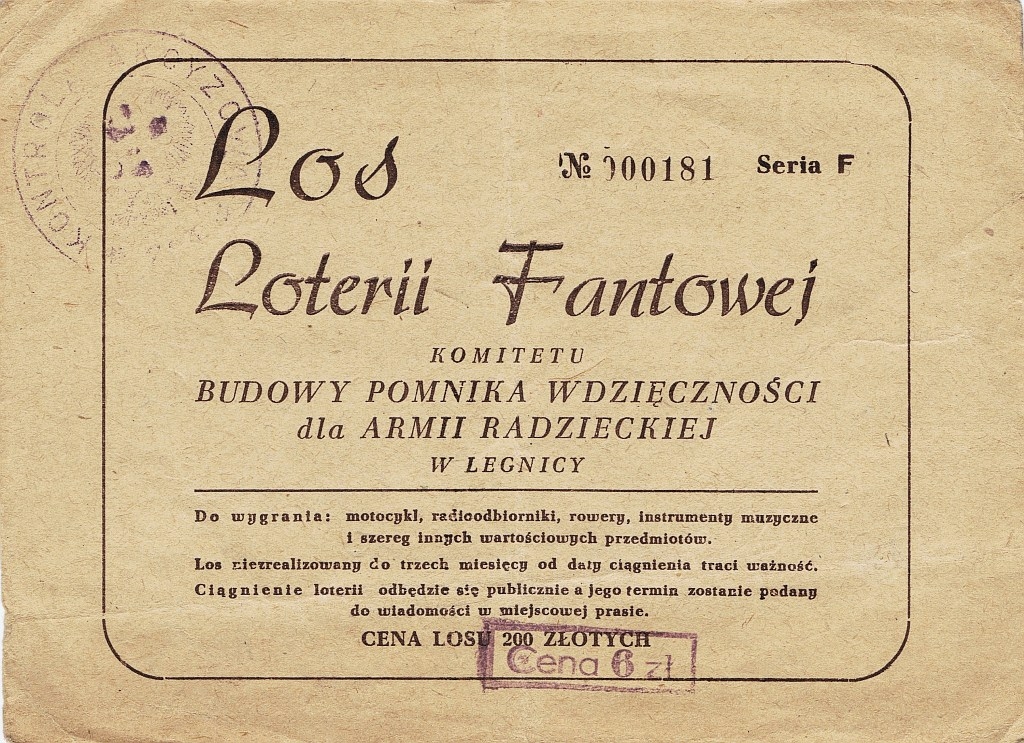 KONTROLA AKCYZOWA
Los
№ 000181 Seria F
Loterii Fantowej
KOMITETU
BUDOWY POMNIKA WDZIĘCZNOŚCI
dla ARMII RADZIECKIEJ
W LEGNICY
Do wygrania: motocykl, radioodbiorniki, rowery, instrumenty muzyczne
i szereg innych wartościowych przedmiotów.
Los niezrealizowany do trzech miesięcy od daty ciągnienia traci ważność.
Ciągnienie loterii odbędzie się publicznie a jego termin zostanie podany
do wiadomości w miejscowej prasie.
CENA LOSU 200 ZŁOTYCH
Cena 6 zł